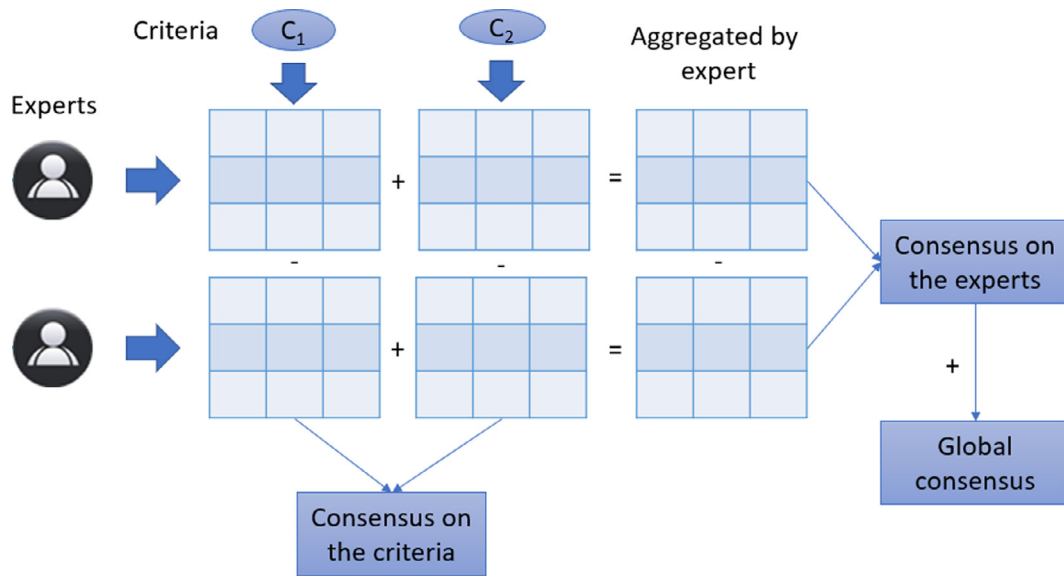 Criteria
C₁
C₂
Aggregated by
expert
Experts
+
=
-
-
-
+
=
Consensus on
the experts
+
Global
consensus
Consensus on
the criteria